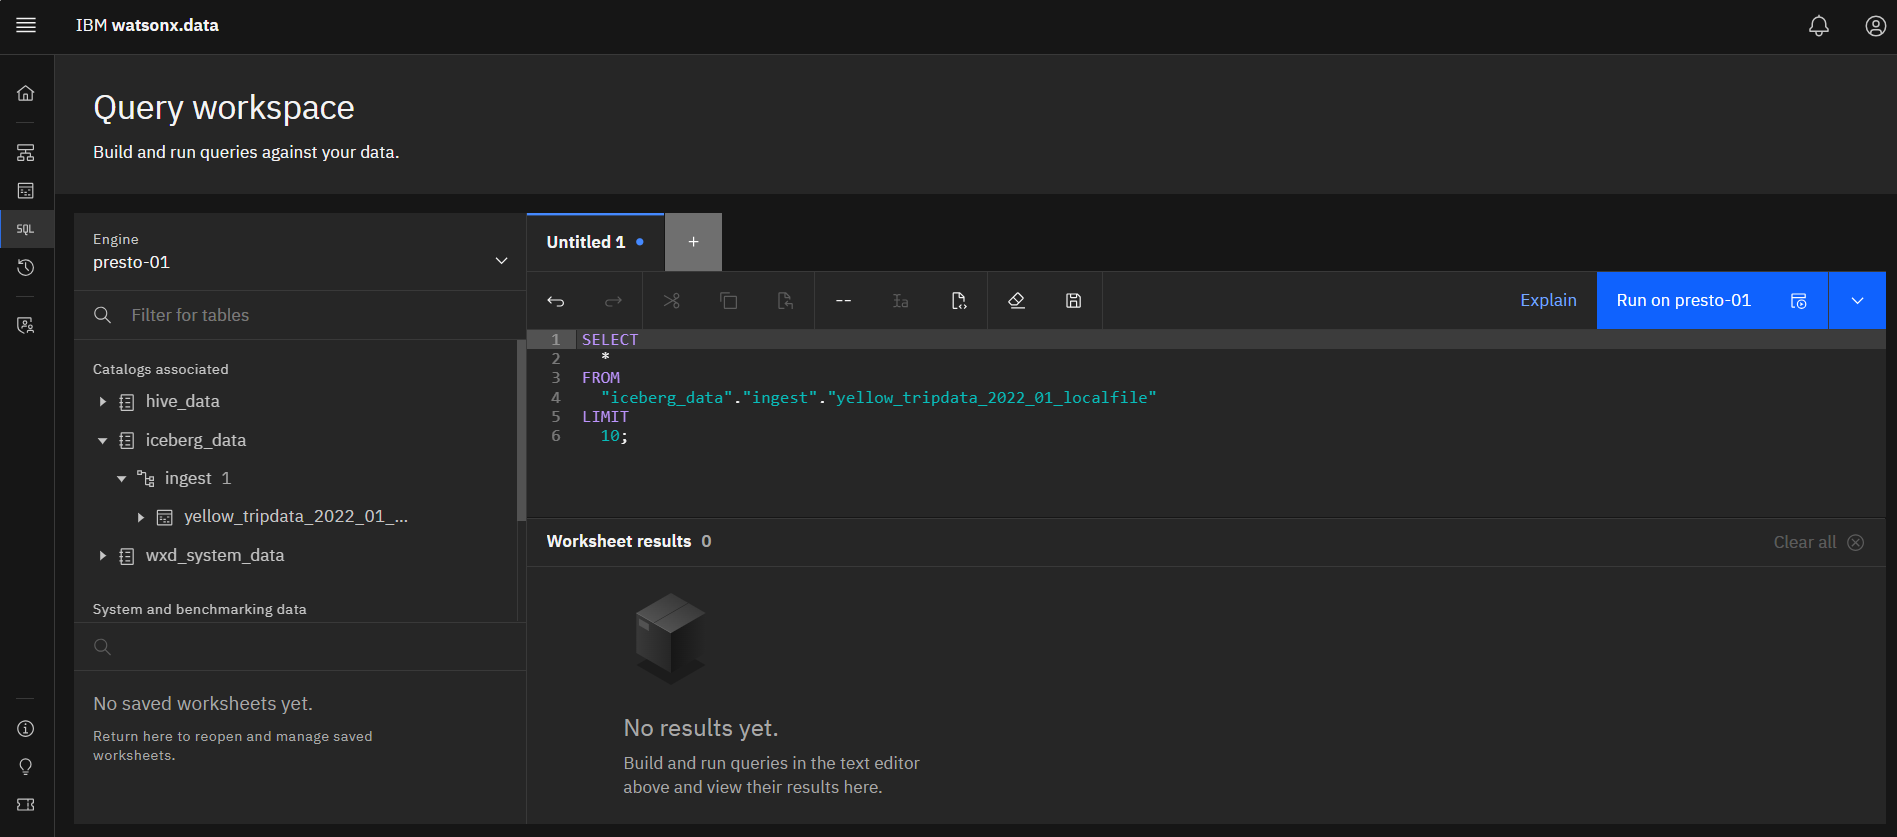 IBM watsonx.data
Query workspace
Build and run queries against your data.
SQL
Engine
presto-01
Filter for tables
Catalogs associated
hive_data
iceberg_data
ingest 1
yellow_tripdata_2022_01_...
wxd_system_data
System and benchmarking data
No saved worksheets yet.
Return here to reopen and manage saved
worksheets.
Untitled 1
+
--
Explain
Run on presto-01
1 SELECT
2 *
3 FROM
4 "iceberg_data"."ingest"."yellow_tripdata_2022_01_localfile"
5 LIMIT
6 10;
Worksheet results 0
Clear all
No results yet.
Build and run queries in the text editor
above and view their results here.